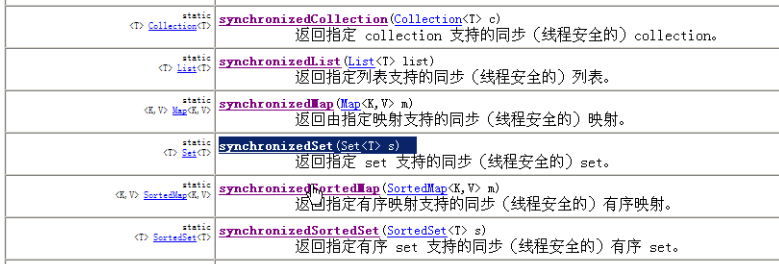 static
<T> Collection<T>
synchronizedCollection(Collection<T> c)
返回指定 collection 支持的同步（线程安全的）collection。
static
<T> List<T>
synchronizedList(List<T> list)
返回指定列表支持的同步（线程安全的）列表。
static
<K,V> Map<K,V>
synchronizedMap(Map<K,V> m)
返回由指定映射支持的同步（线程安全的）映射。
static
<T> Set<T>
synchronizedSet(Set<T> s)
返回指定 set 支持的同步（线程安全的）set。
static
<K,V> SortedMap<K,V>
synchronizedSortedMap(SortedMap<K,V> m)
返回指定有序映射支持的同步（线程安全的）有序映射。
static
<T> SortedSet<T>
synchronizedSortedSet(SortedSet<T> s)
返回指定有序 set 支持的同步（线程安全的）有序 set。